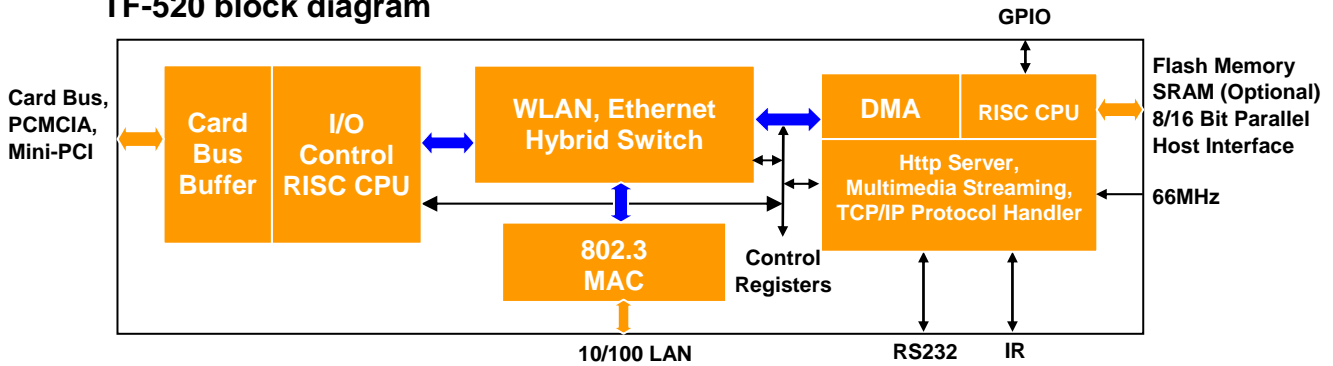 TF-520 block diagram
GPIO
Card Bus,
PCMCIA,
Mini-PCI
Card
Bus
Buffer
I/O
Control
RISC CPU
WLAN, Ethernet
Hybrid Switch
DMA
RISC CPU
Http Server,
Multimedia Streaming,
TCP/IP Protocol Handler
Flash Memory
SRAM (Optional)
8/16 Bit Parallel
Host Interface
66MHz
802.3
MAC
Control
Registers
10/100 LAN
RS232
IR